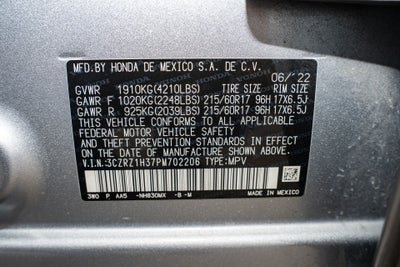 MFD.BY HONDA DE MEXICO S.A. DE C.V.
06/'22
GVWR 1910KG(4210LBS) TIRE SIZE RIM SIZE
GAWR F 1020KG(2248LBS) 215/60R17 96H 17X6.5J
GAWR R 925KG(2039LBS) 215/60R17 96H 17X6.5J
THIS VEHICLE CONFORMS TO ALL APPLICABLE
FEDERAL MOTOR VEHICLE SAFETY, BUMPER,
AND THEFT PREVENTION STANDARDS IN EFFECT
ON THE DATE OF MANUFACTURE SHOWN ABOVE.
V.I.N.:3CZRZ1H37PM702206 TYPE:MPV
3W0 P AA5 -NH830MX -B -M MADE IN MEXICO